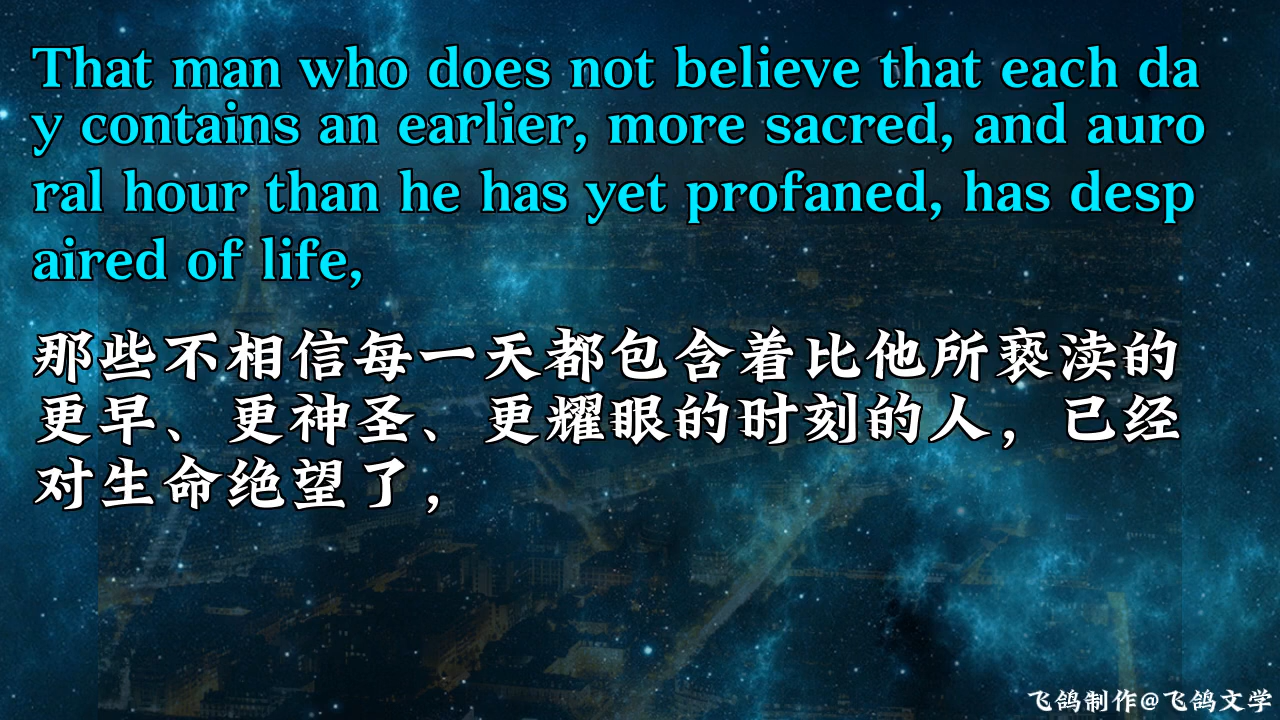 That man who does not believe that each da
y contains an earlier, more sacred, and auro
ral hour than he has yet profaned, has desp
aired of life,
那些不相信每一天都包含着比他所亵渎的
更早、更神圣、更耀眼的时刻的人，已经
对生命绝望了，
飞鸽制作@飞鸽文学